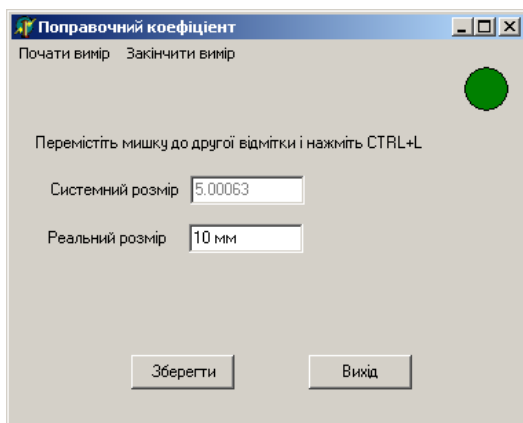 Поправочний коефіціент
Почати вимір Закінчити вимір
Перемістіть мишку до другої відмітки і нажміть CTRL+L
Системний розмір 5.00063
Реальний розмір 10 мм
Зберегти Вихід